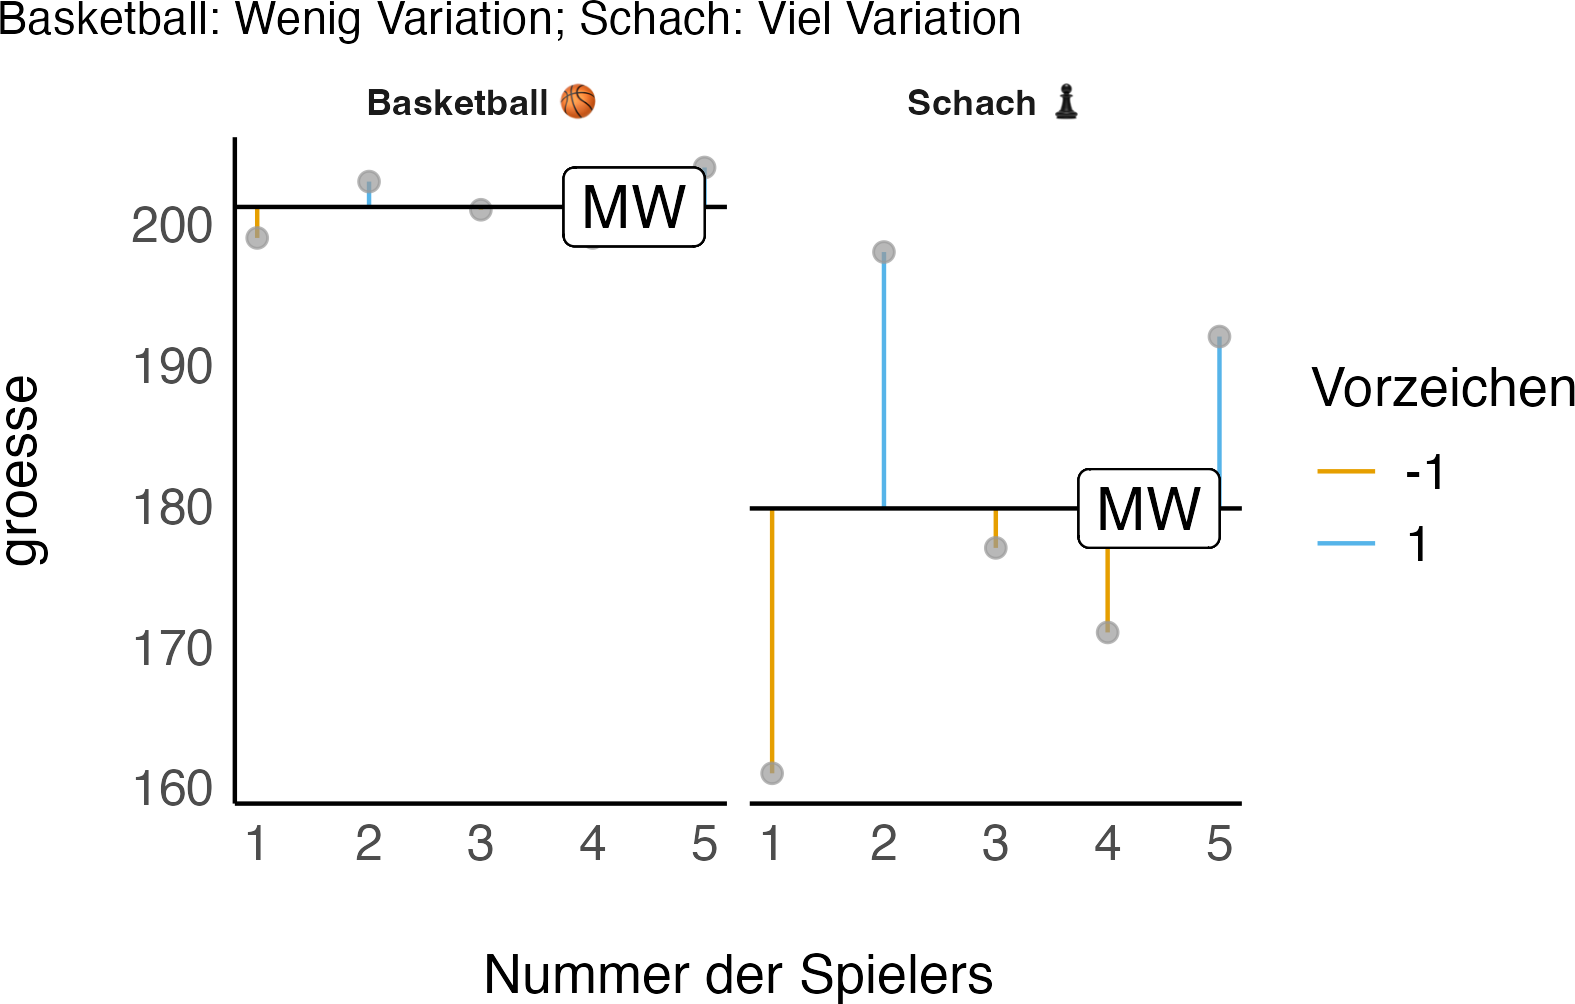 Basketball: Wenig Variation; Schach: Viel Variation
Basketball 🏀 Schach ♟
MW
MW
200
190
180
170
160
groesse
1 2 3 4 5 1 2 3 4 5
Nummer der Spielers
Vorzeichen
-1
1